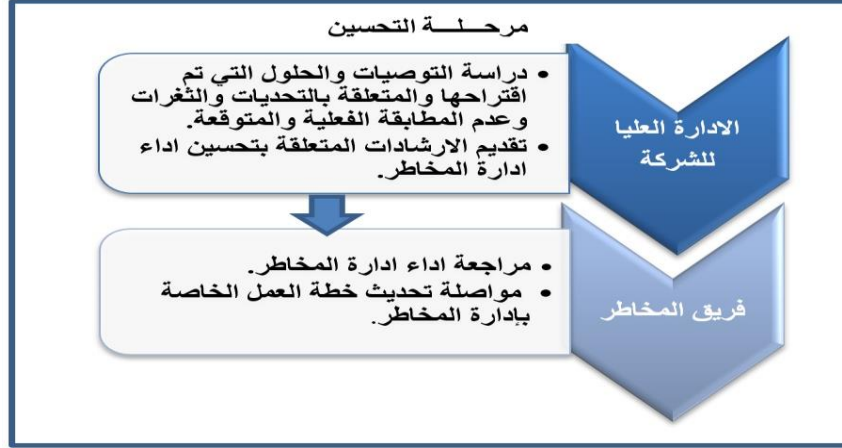 مرحـــلـــة التحسين
الادارة العليا
للشركة
• دراسة التوصيات والحلول التي تم
اقتراحها والمتعلقة بالتحديات والثغرات
وعدم المطابقة الفعلية والمتوقعة.
• تقديم الارشادات المتعلقة بتحسين اداء
ادارة المخاطر.
فريق المخاطر
• مراجعة اداء ادارة المخاطر.
• مواصلة تحديث خطة العمل الخاصة
بإدارة المخاطر.